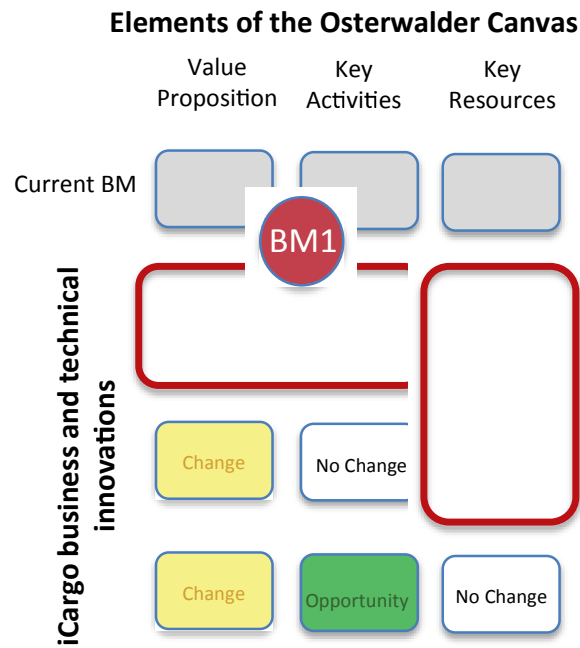 Elements of the Osterwalder Canvas
Value
Proposition
Key
Activities
Key
Resources
Current BM
BM1
iCargo business and technical
innovations
Change
No Change
Change
Opportunity
No Change